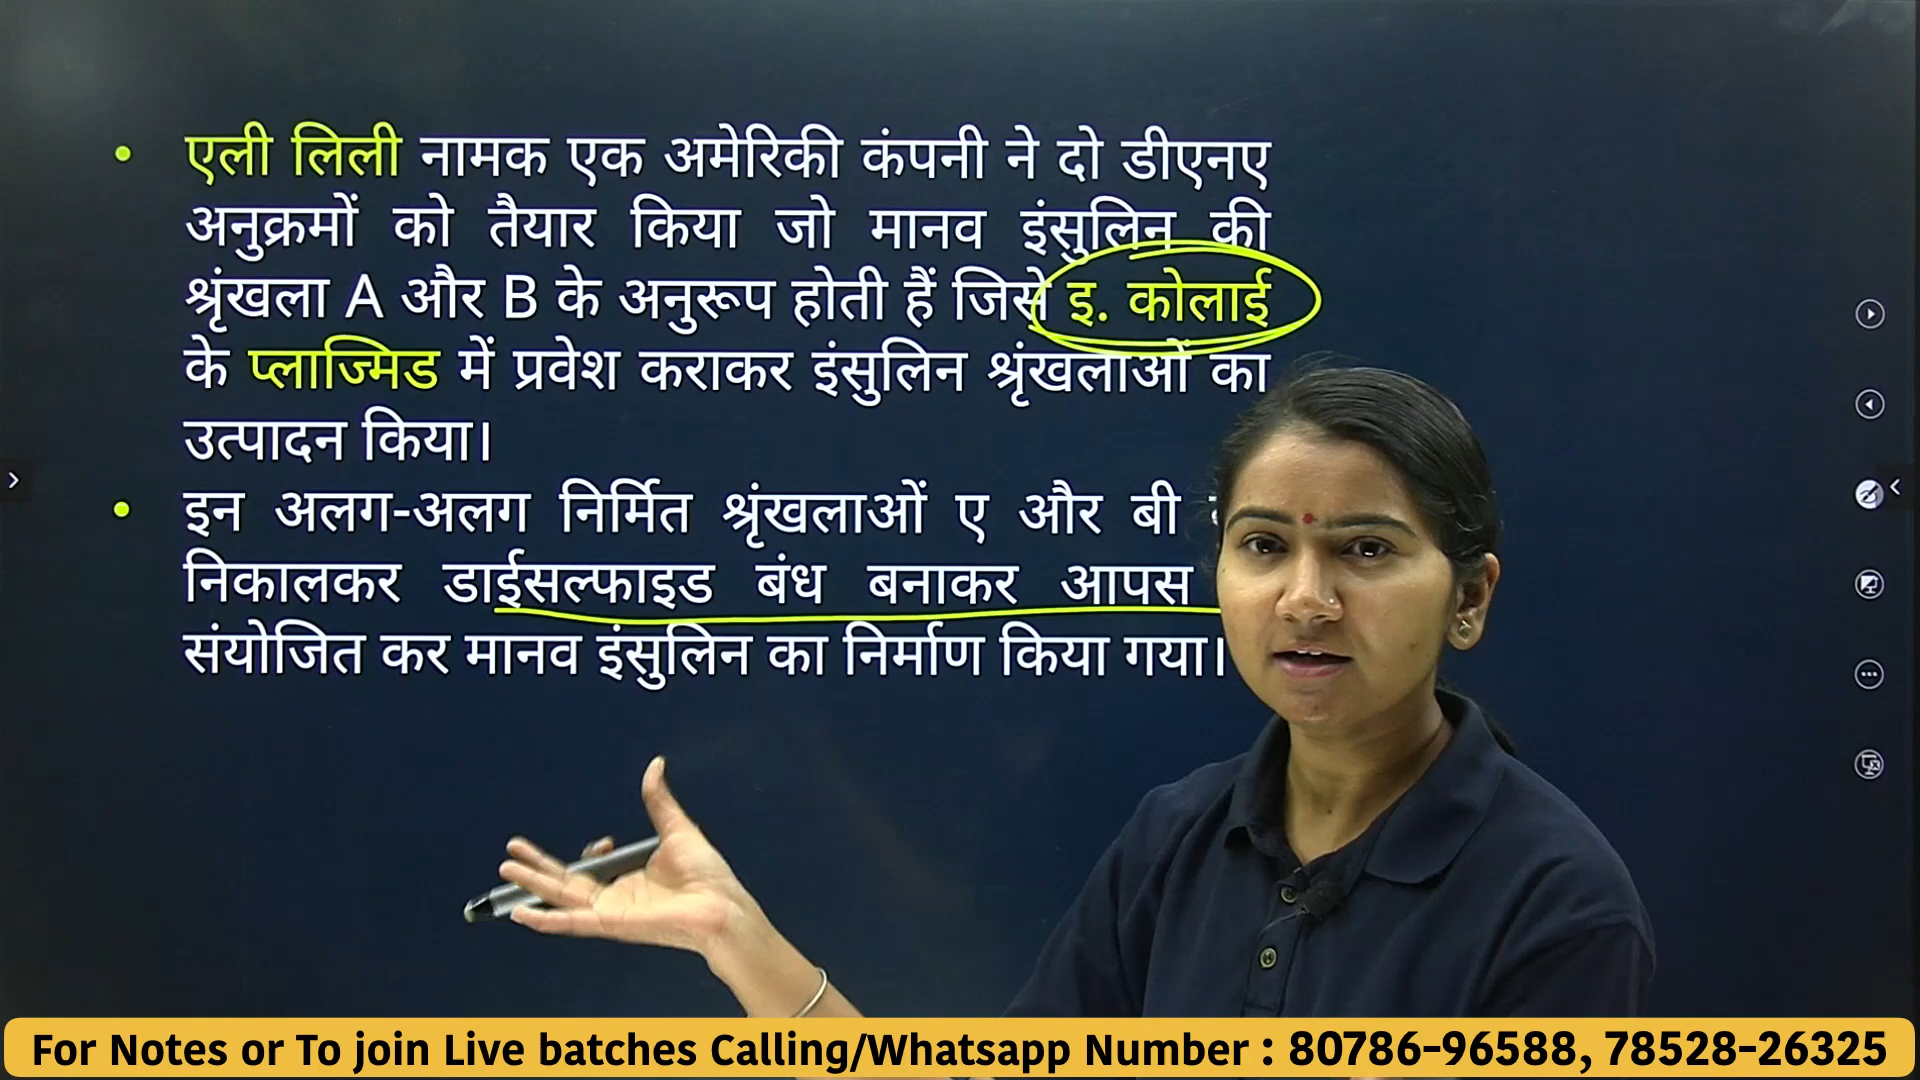 • एली लिली नामक एक अमेरिकी कंपनी ने दो डीएनए
अनुक्रमों को तैयार किया जो मानव इंसुलिन की
श्रृंखला A और B के अनुरूप होती हैं जिसे इ. कोलाई
के प्लाज्मिड में प्रवेश कराकर इंसुलिन श्रृंखलाओं का
उत्पादन किया।
• इन अलग-अलग निर्मित श्रृंखलाओं ए और बी
निकालकर डाईसल्फाइड बंध बनाकर आपस
संयोजित कर मानव इंसुलिन का निर्माण किया गया।
For Notes or To join Live batches Calling/Whatsapp Number : 80786-96588, 78528-26325